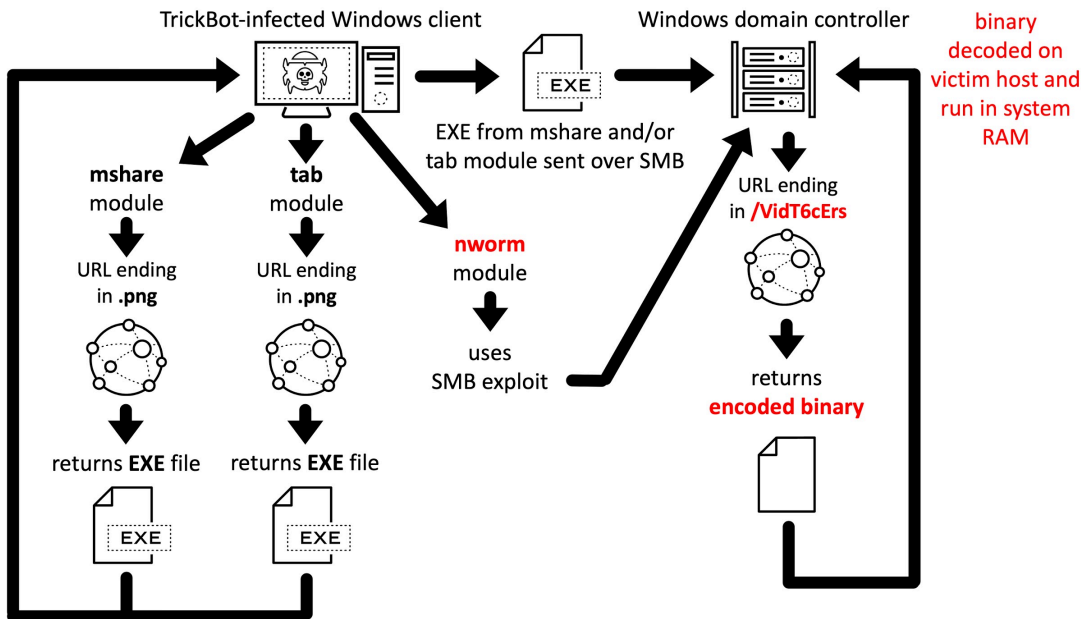 TrickBot-infected Windows client
Windows domain controller
binary
decoded on
victim host and
run in system
RAM
EXE
EXE from mshare and/or
tab module sent over SMB
mshare
module
tab
module
nworm
module
URL ending
in /VidT6cErs
URL ending
in .png
URL ending
in .png
uses
SMB exploit
returns
encoded binary
returns EXE file
returns EXE file
EXE
EXE